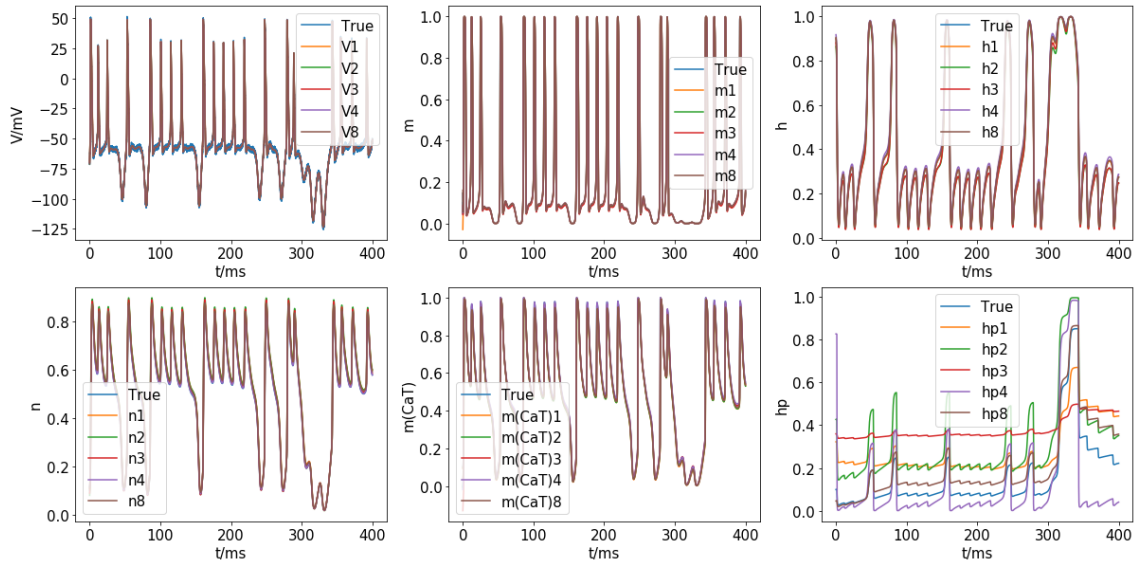 50
25
0
−25
−50
−75
−100
−125
V/mV
0
100
200
300
400
t/ms
True
V1
V2
V3
V4
V8
1.0
0.8
0.6
0.4
0.2
0.0
m
0
100
200
300
400
t/ms
True
m1
m2
m3
m4
m8
1.0
0.8
0.6
0.4
0.2
0.0
h
0
100
200
300
400
t/ms
True
h1
h2
h3
h4
h8
0.8
0.6
0.4
0.2
0.0
n
0
100
200
300
400
t/ms
True
n1
n2
n3
n4
n8
1.0
0.8
0.6
0.4
0.2
0.0
m(CaT)
0
100
200
300
400
t/ms
True
m(CaT)1
m(CaT)2
m(CaT)3
m(CaT)4
m(CaT)8
1.0
0.8
0.6
0.4
0.2
0.0
hp
0
100
200
300
400
t/ms
True
hp1
hp2
hp3
hp4
hp8